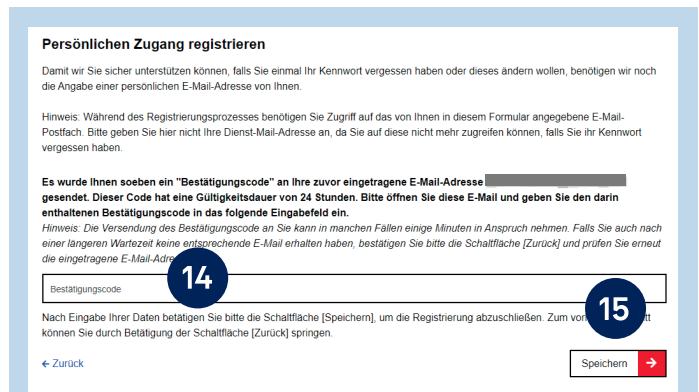 Persönlichen Zugang registrieren
Damit wir Sie sicher unterstützen können, falls Sie einmal Ihr Kennwort vergessen haben oder dieses ändern wollen, benötigen wir noch
die Angabe einer persönlichen E-Mail-Adresse von Ihnen.
Hinweis: Während des Registrierungsprozesses benötigen Sie Zugriff auf das von Ihnen in diesem Formular angegebene E-Mail-
Postfach. Bitte geben Sie hier nicht Ihre Dienst-Mail-Adresse an, da Sie auf diese nicht mehr zugreifen können, falls Sie ihr Kennwort
vergessen haben.
Es wurde Ihnen soeben ein "Bestätigungscode" an Ihre zuvor eingetragene E-Mail-Adresse
gesendet. Dieser Code hat eine Gültigkeitsdauer von 24 Stunden. Bitte öffnen Sie diese E-Mail und geben Sie den darin
enthaltenen Bestätigungscode in das folgende Eingabefeld ein.
Hinweis: Die Versendung des Bestätigungscode an Sie kann in manchen Fällen einige Minuten in Anspruch nehmen. Falls Sie auch nach
einer längeren Wartezeit keine entsprechende E-Mail erhalten haben, bestätigen Sie bitte die Schaltfläche [Zurück] und prüfen Sie erneut
die eingetragene E-Mail-Adre
14
Bestätigungscode
15
Nach Eingabe Ihrer Daten betätigen Sie bitte die Schaltfläche [Speichern], um die Registrierung abzuschließen. Zum vor tt
können Sie durch Betätigung der Schaltfläche [Zurück] springen.
← Zurück
Speichern →